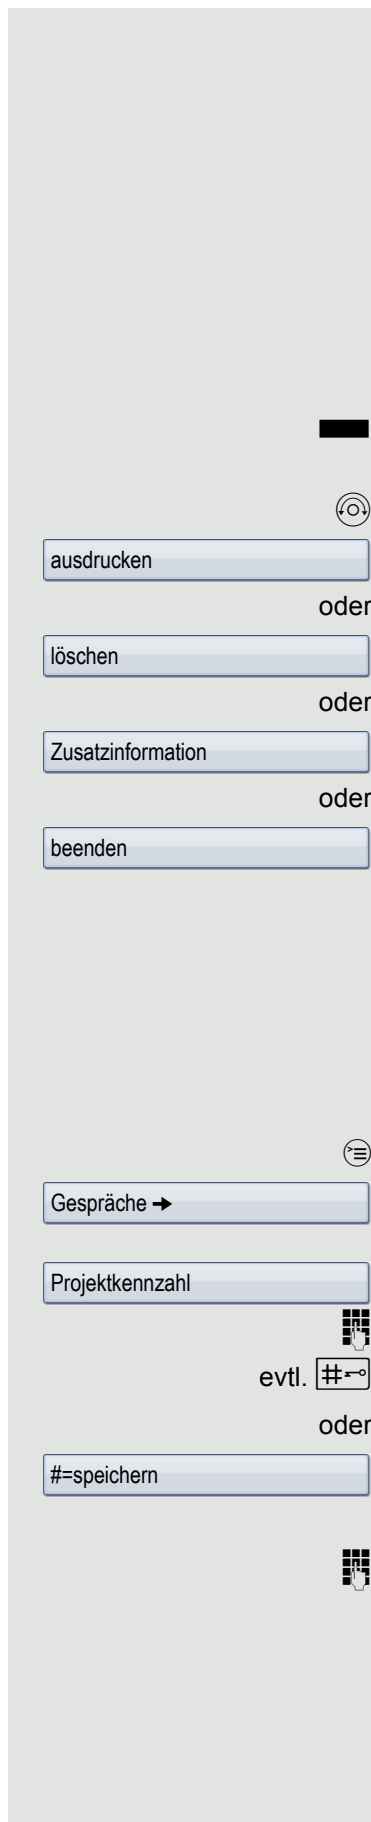 ausdrucken
oder
löschen
oder
Zusatzinformation
oder
beenden
Gespräche →
Projektkennzahl
evtl. #
oder
#=speichern